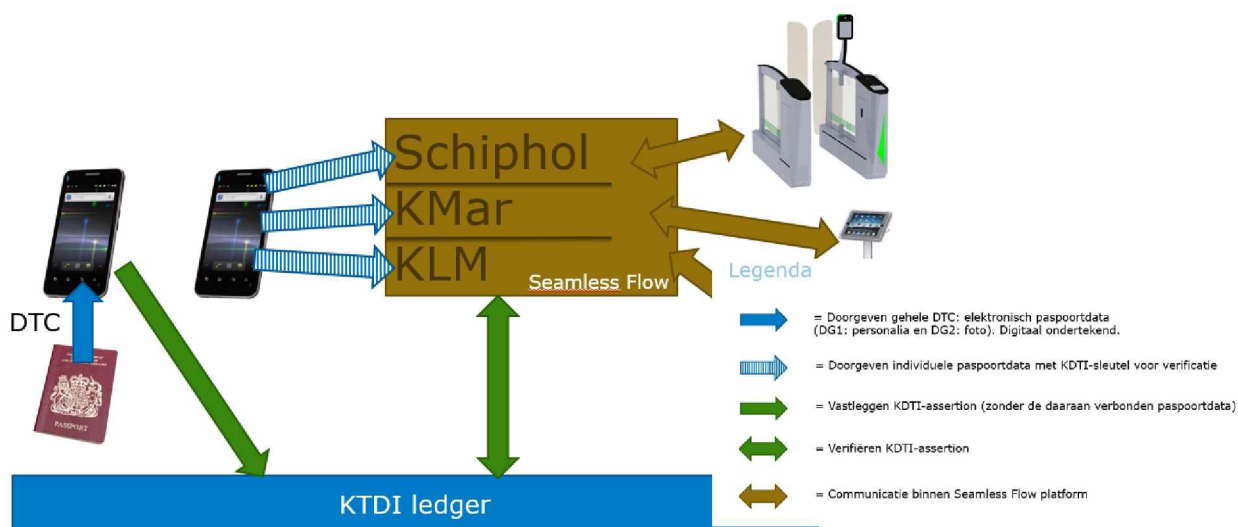 Schiphol
KMar
KLM
Seamless Flow
DTC
PASSPORT
KTDI ledger
Legenda
= Doorgeven gehele DTC: elektronisch paspoortdata
(DG1: personalia en DG2: foto). Digitaal ondertekend.
= Doorgeven individuele paspoortdata met KDTI-sleutel voor verificatie
= Vastleggen KDTI-assertion (zonder de daaraan verbonden paspoortdata)
= Verifiëren KDTI-assertion
= Communicatie binnen Seamless Flow platform